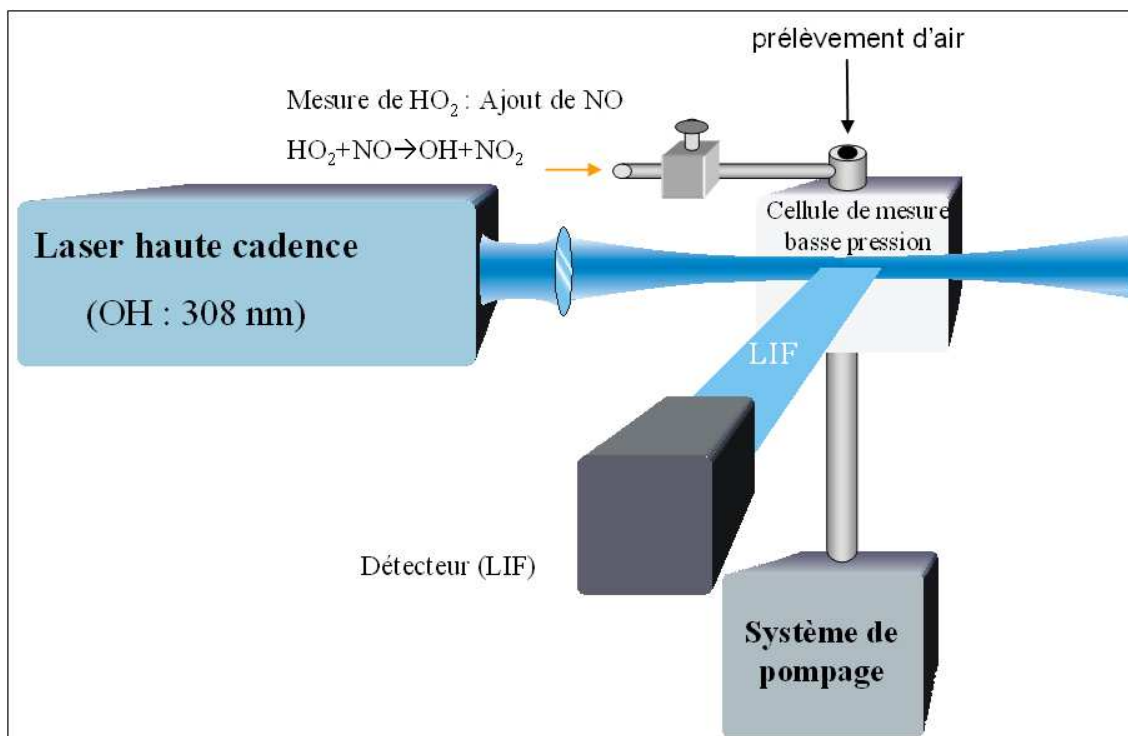 prélèvement d'air
Mesure de HO₂ : Ajout de NO
HO₂+NO→OH+NO₂
Cellule de mesure
basse pression
Laser haute cadence
(OH : 308 nm)
LIF
Détecteur (LIF)
Système de
pompage